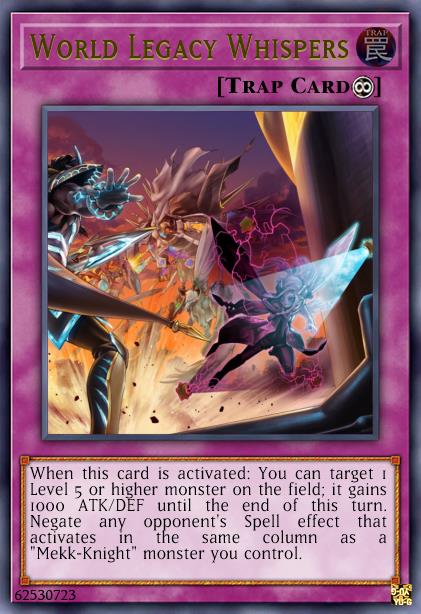 World Legacy Whispers
TRAP
罠
[Trap Card]
When this card is activated: You can target 1
Level 5 or higher monster on the field; it gains
1000 ATK/DEF until the end of this turn.
Negate any opponent's Spell effect that
activates in the same column as a
"Mekk-Knight" monster you control.
62530723